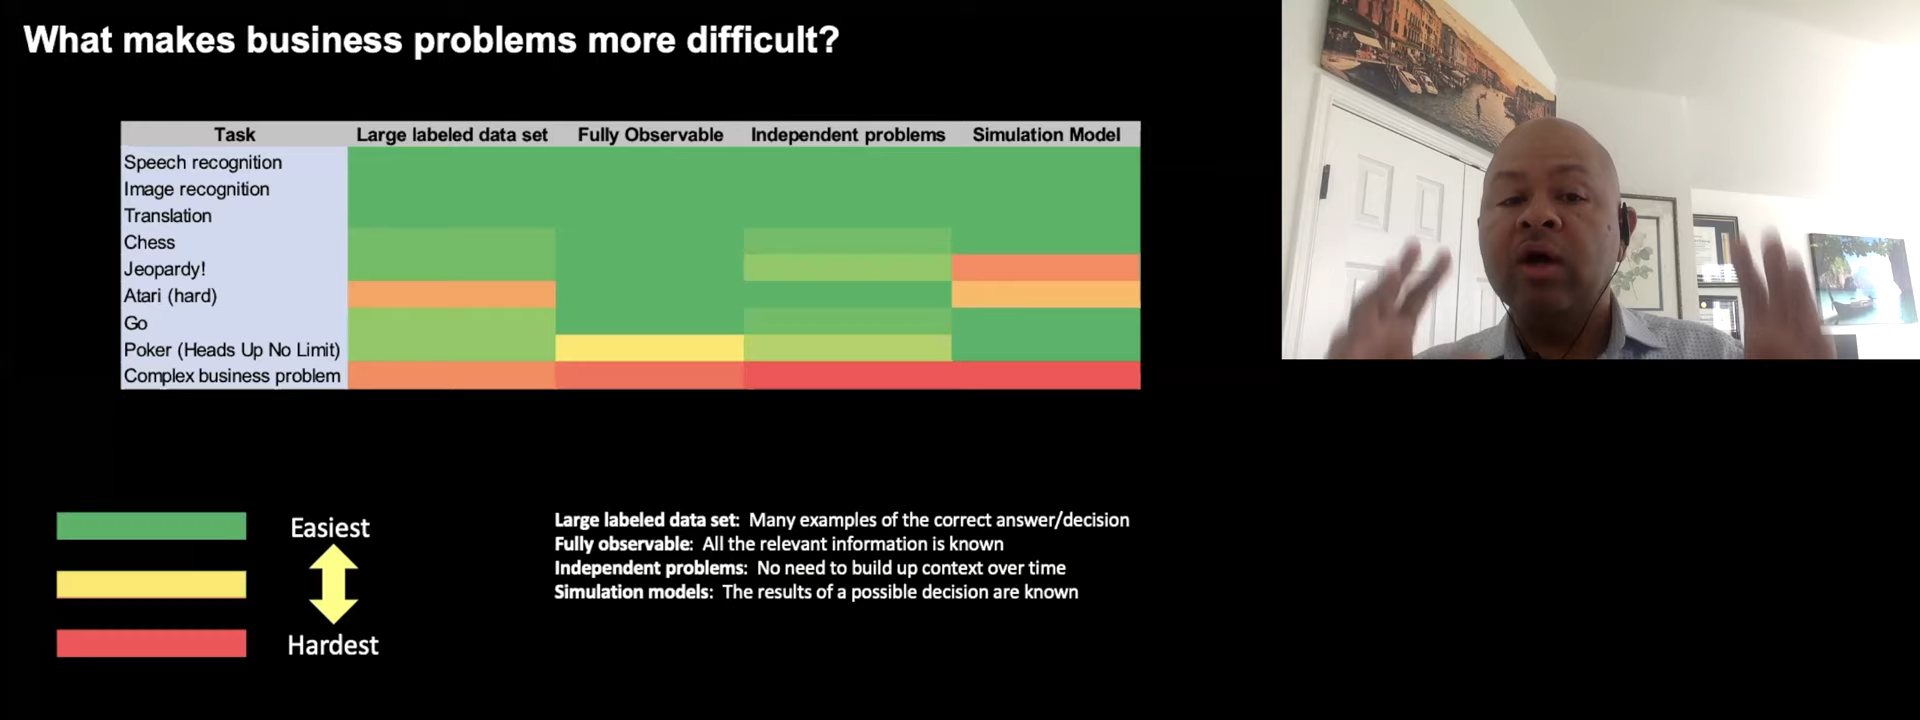 What makes business problems more difficult?
Task Large labeled data set Fully Observable Independent problems Simulation Model
Speech recognition
Image recognition
Translation
Chess
Jeopardy!
Atari (hard)
Go
Poker (Heads Up No Limit)
Complex business problem
Easiest
Hardest
Large labeled data set: Many examples of the correct answer/decision
Fully observable: All the relevant information is known
Independent problems: No need to build up context over time
Simulation models: The results of a possible decision are known